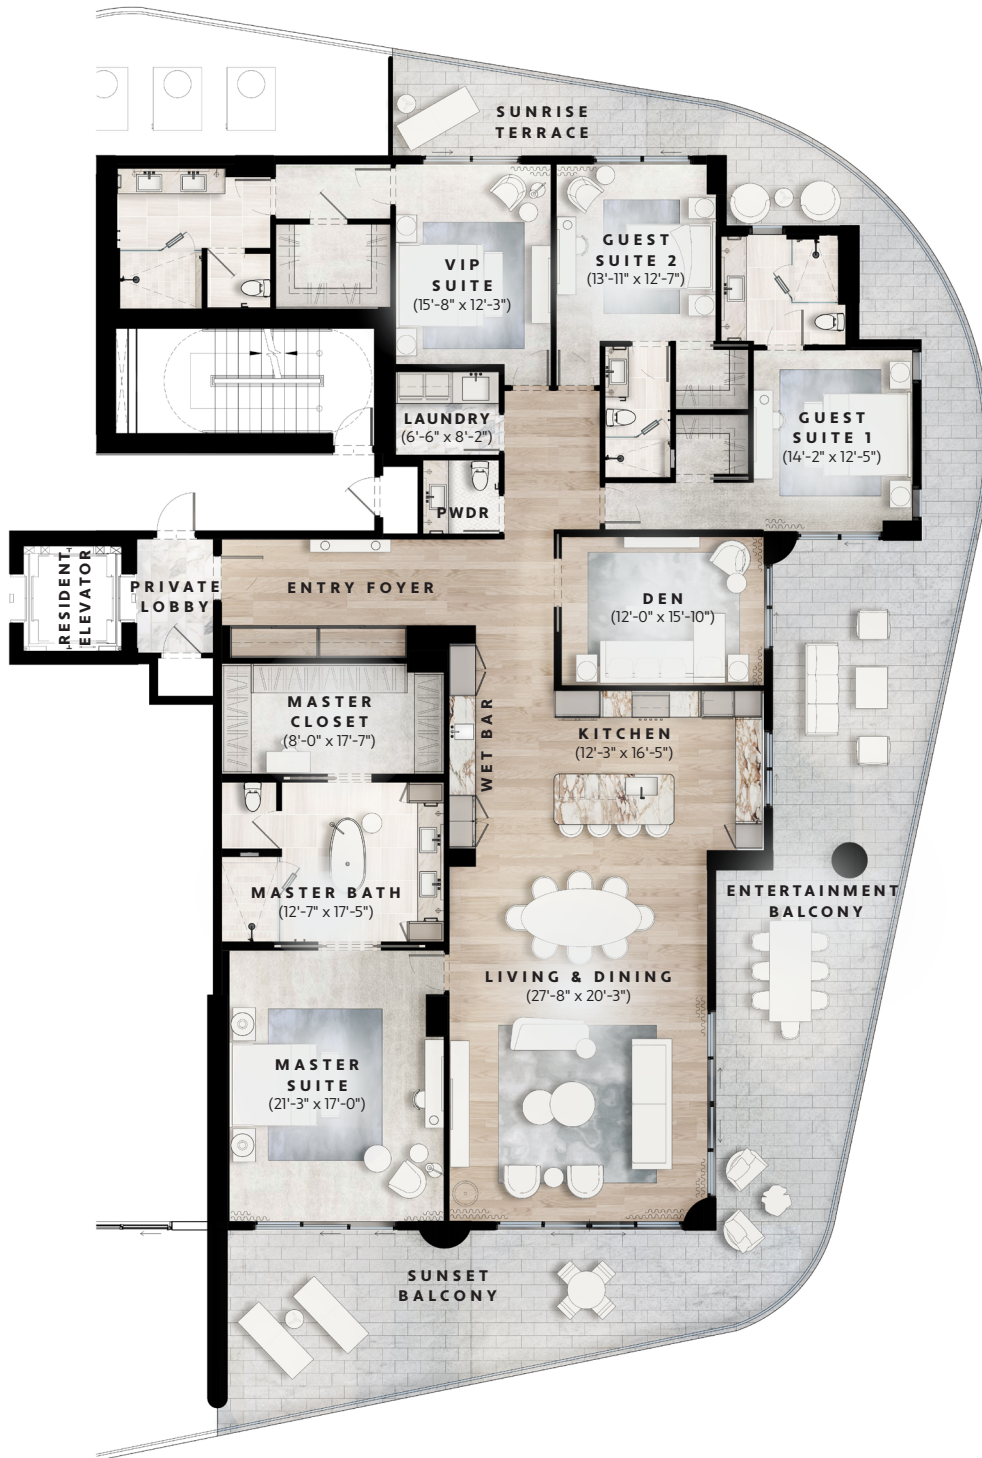 SUNRISE
TERRACE
VIP
SUITE
(15'-8" x 12'-3")
GUEST
SUITE 2
(13'-11" x 12'-7")
LAUNDRY
(6'-6" x 8'-2")
GUEST
SUITE 1
(14'-2" x 12'-5")
PWDR
RESIDENT
ELEVATOR
PRIVATE
LOBBY
ENTRY FOYER
DEN
(12'-0" x 15'-10")
MASTER
CLOSET
(8'-0" x 17'-7")
WET BAR
KITCHEN
(12'-3" x 16'-5")
MASTER BATH
(12'-7" x 17'-5")
ENTERTAINMENT
BALCONY
LIVING & DINING
(27'-8" x 20'-3")
MASTER
SUITE
(21'-3" x 17'-0")
SUNSET
BALCONY